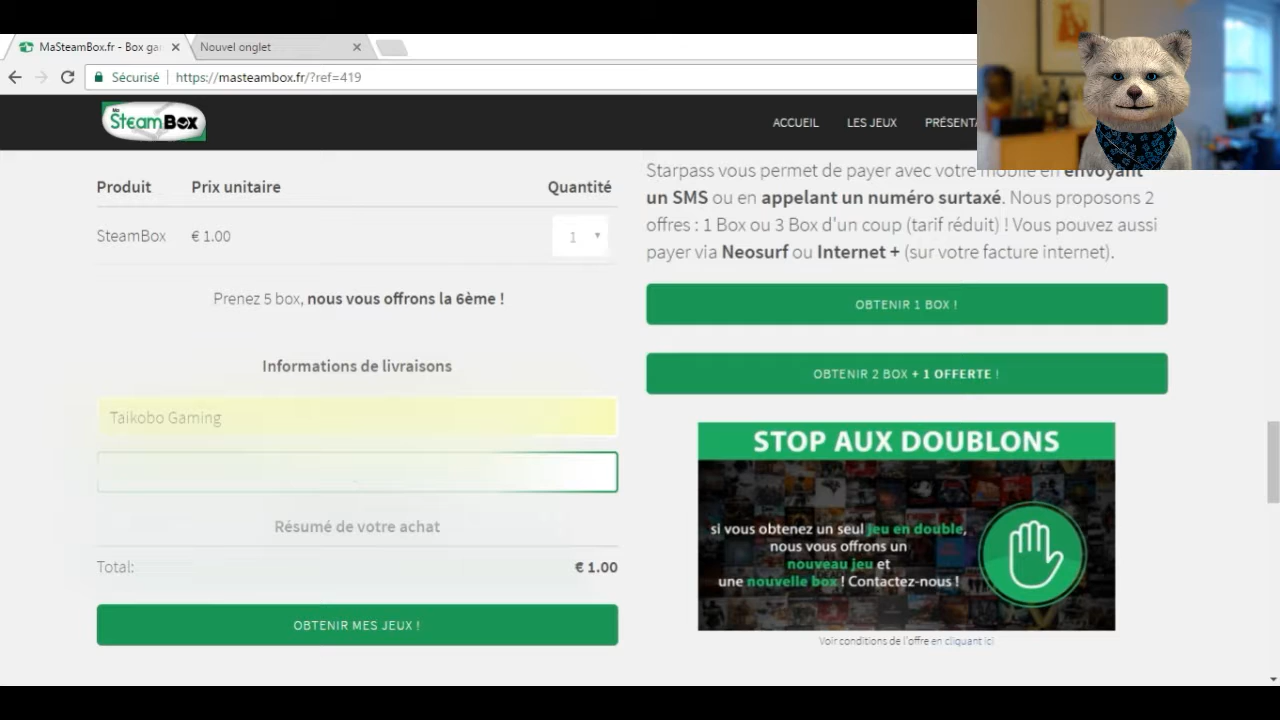 MaSteamBox.fr - Box ga
Nouvel onglet
Sécurisé
https://masteambox.fr/?ref=419
Ma
SteamBox
ACCUEIL
LES JEUX
PRÉSENTA
Produit
Prix unitaire
Quantité
SteamBox
€ 1.00
1
Prenez 5 box, nous vous offrons la 6ème !
Informations de livraisons
Taikobo Gaming
Résumé de votre achat
Total:
€ 1.00
OBTENIR MES JEUX !
Starpass vous permet de payer avec votre mobile en envoyant
un SMS ou en appelant un numéro surtaxé. Nous proposons 2
offres : 1 Box ou 3 Box d'un coup (tarif réduit) ! Vous pouvez aussi
payer via Neosurf ou Internet + (sur votre facture internet).
OBTENIR 1 BOX !
OBTENIR 2 BOX + 1 OFFERTE !
STOP AUX DOUBLONS
si vous obtenez un seul jeu en double,
nous vous offrons un
nouveau jeu et
une nouvelle box ! Contactez-nous !
Voir conditions de l'offre en cliquant ici